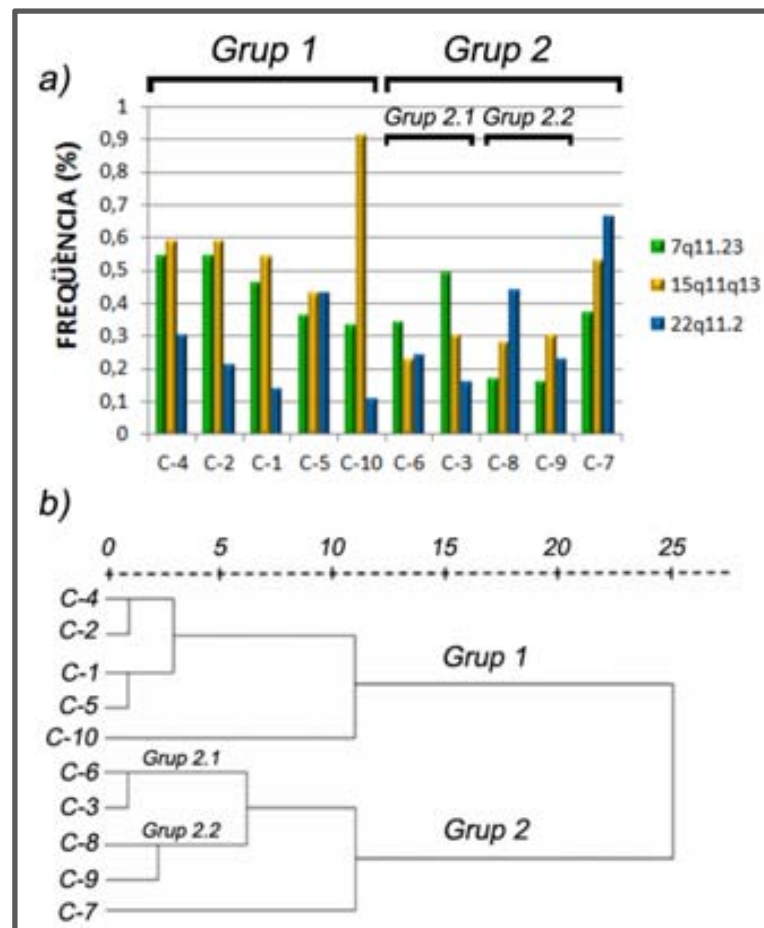 Grup 1 Grup 2
a)
Grup 2.1 Grup 2.2
FREQÜÈNCIA (%)
1
0,9
0,8
0,7
0,6
0,5
0,4
0,3
0,2
0,1
0
C-4 C-2 C-1 C-5 C-10 C-6 C-3 C-8 C-9 C-7
7q11.23
15q11q13
22q11.2
b)
0 5 10 15 20 25
C-4
C-2
C-1
Grup 1
C-5
C-10
Grup 2.1
C-6
C-3
Grup 2.2
C-8
Grup 2
C-9
C-7